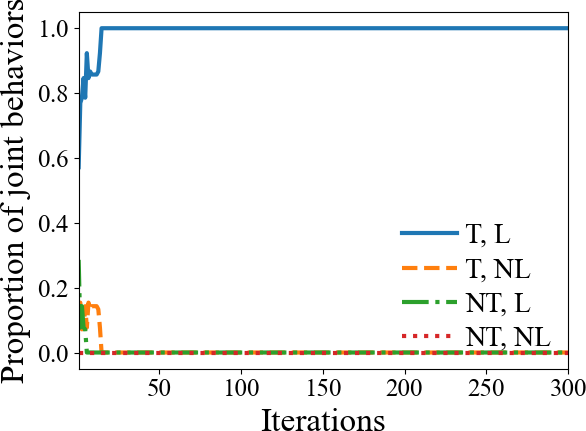 Proportion of joint behaviors
1.0
0.8
0.6
0.4
0.2
0.0
T, L
T, NL
NT, L
NT, NL
50 100 150 200 250 300
Iterations